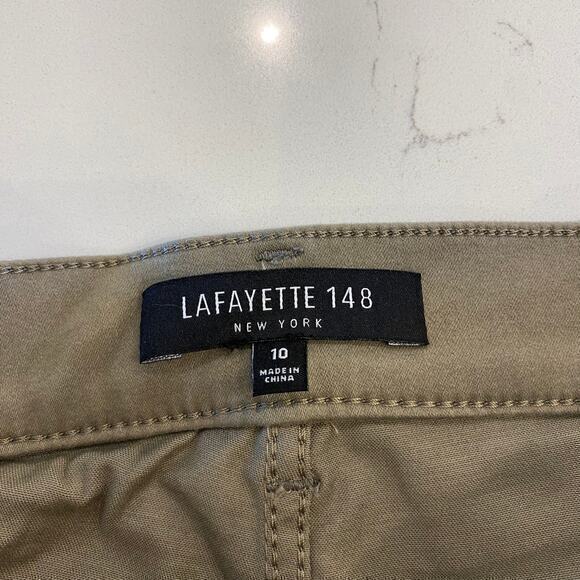 LAFAYETTE 148
NEW YORK
10
MADE IN
CHINA